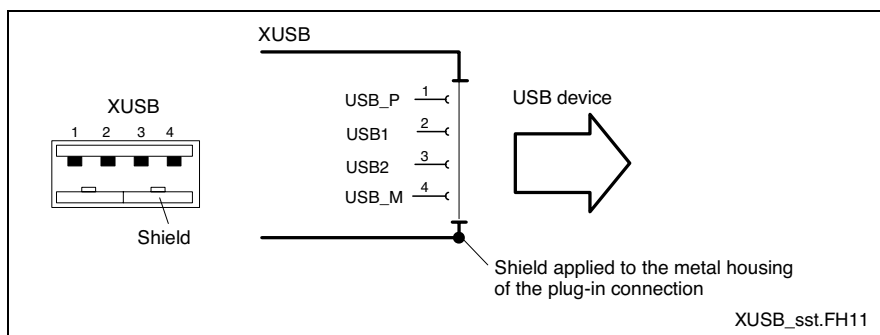 XUSB
1 2 3 4
Shield
XUSB
USB_P 1
USB1 2
USB2 3
USB_M 4
USB device
Shield applied to the metal housing
of the plug-in connection
XUSB_sst.FH11